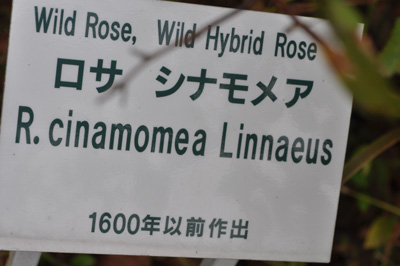 Wild Rose, Wild Hybrid Rose
ロサ シナモメア
R. cinamomea Linnaeus
1600年以前作出